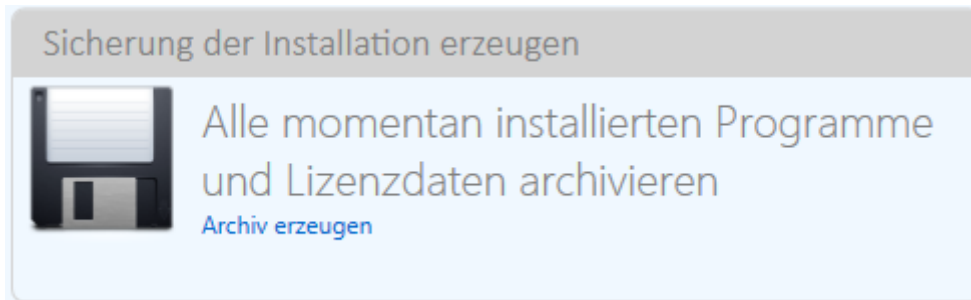 Sicherung der Installation erzeugen
Alle momentan installierten Programme
und Lizenzdaten archivieren
Archiv erzeugen